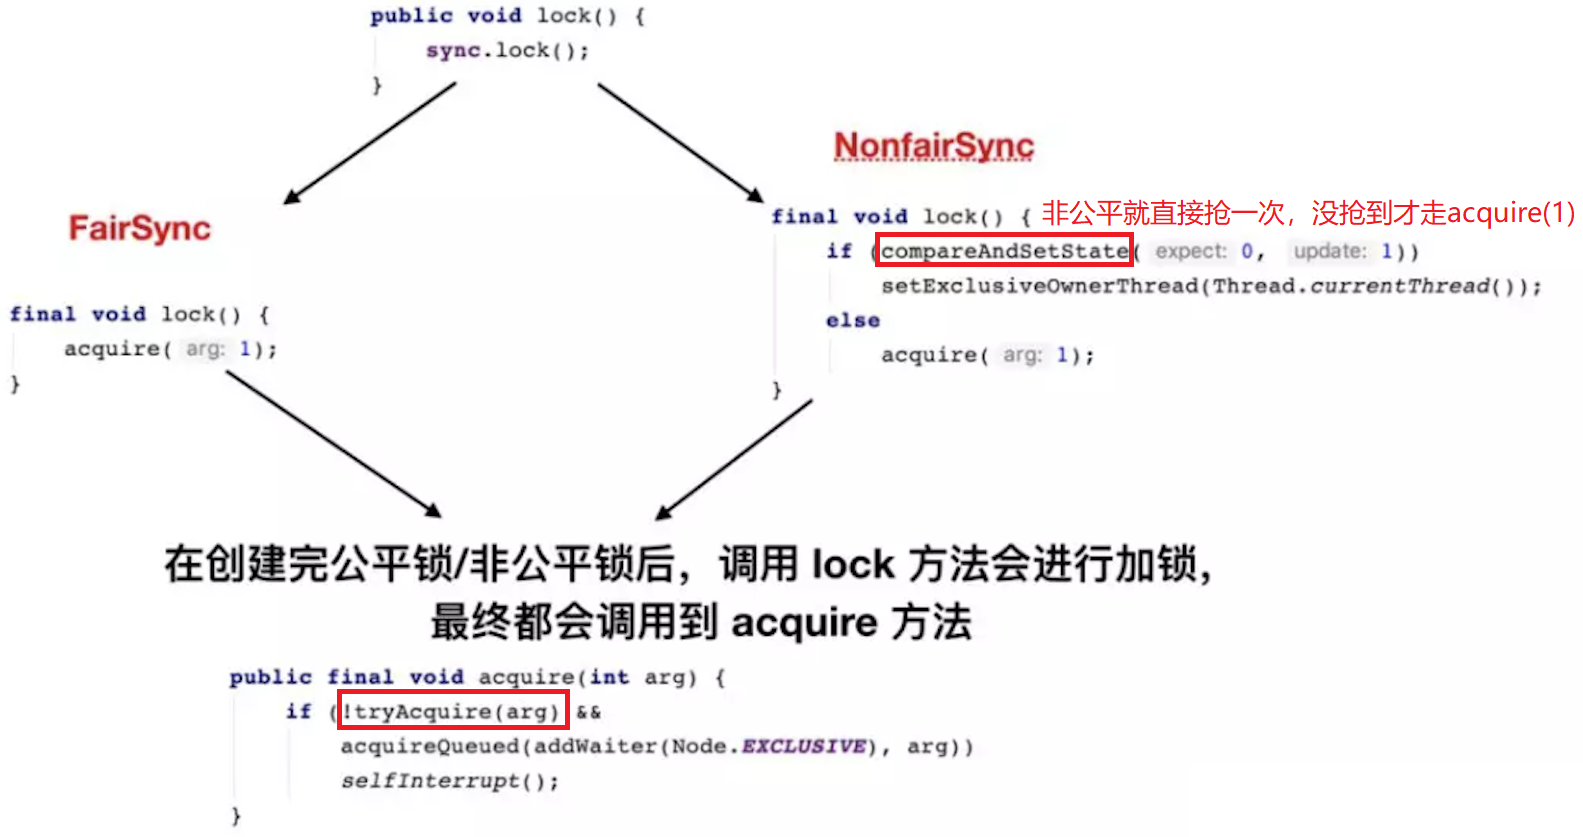 public void lock() {
sync.lock();
}
NonfairSync
final void lock() { 非公平就直接抢一次，没抢到才走acquire(1)
if (compareAndSetState( expect: 0, update: 1))
setExclusiveOwnerThread(Thread.currentThread());
else
acquire( arg: 1);
}
FairSync
final void lock() {
acquire( arg: 1);
}
在创建完公平锁/非公平锁后，调用 lock 方法会进行加锁，
最终都会调用到 acquire 方法
public final void acquire(int arg) {
if (!tryAcquire(arg) &&
acquireQueued(addWaiter(Node.EXCLUSIVE), arg))
selfInterrupt();
}